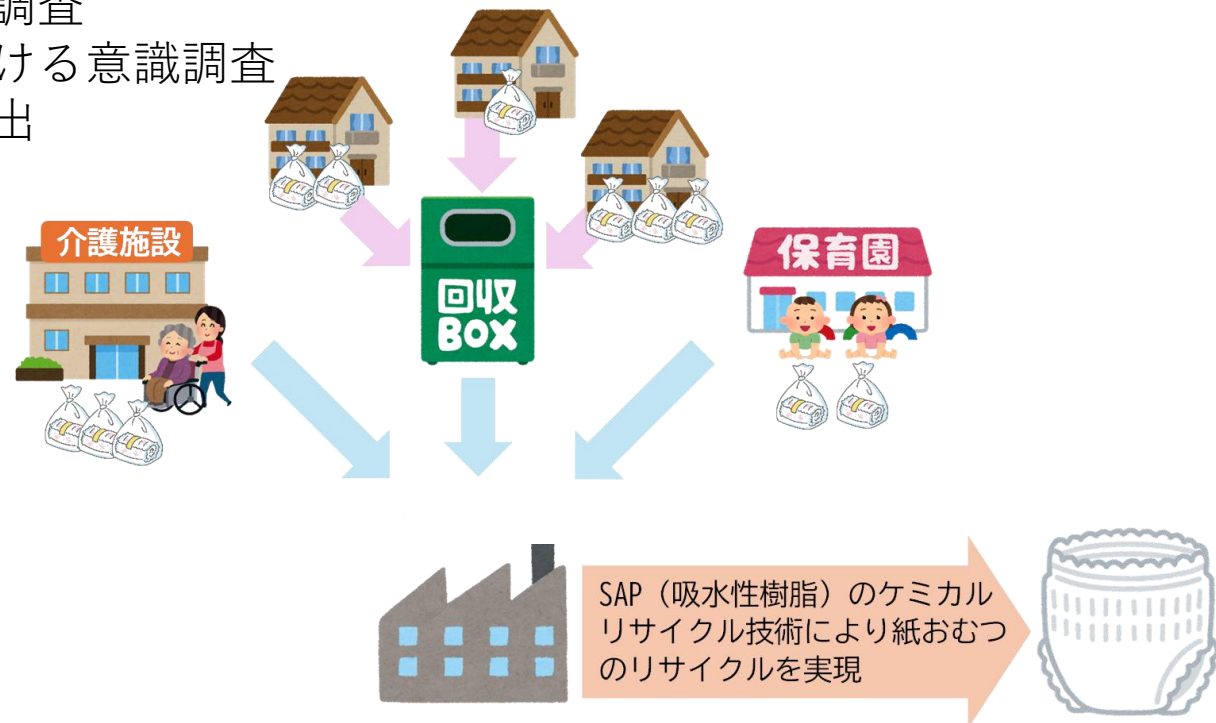 調査
ける意識調査
出
介護施設
回収
BOX
保育園
SAP（吸水性樹脂）のケミカル
リサイクル技術により紙おむつ
のリサイクルを実現